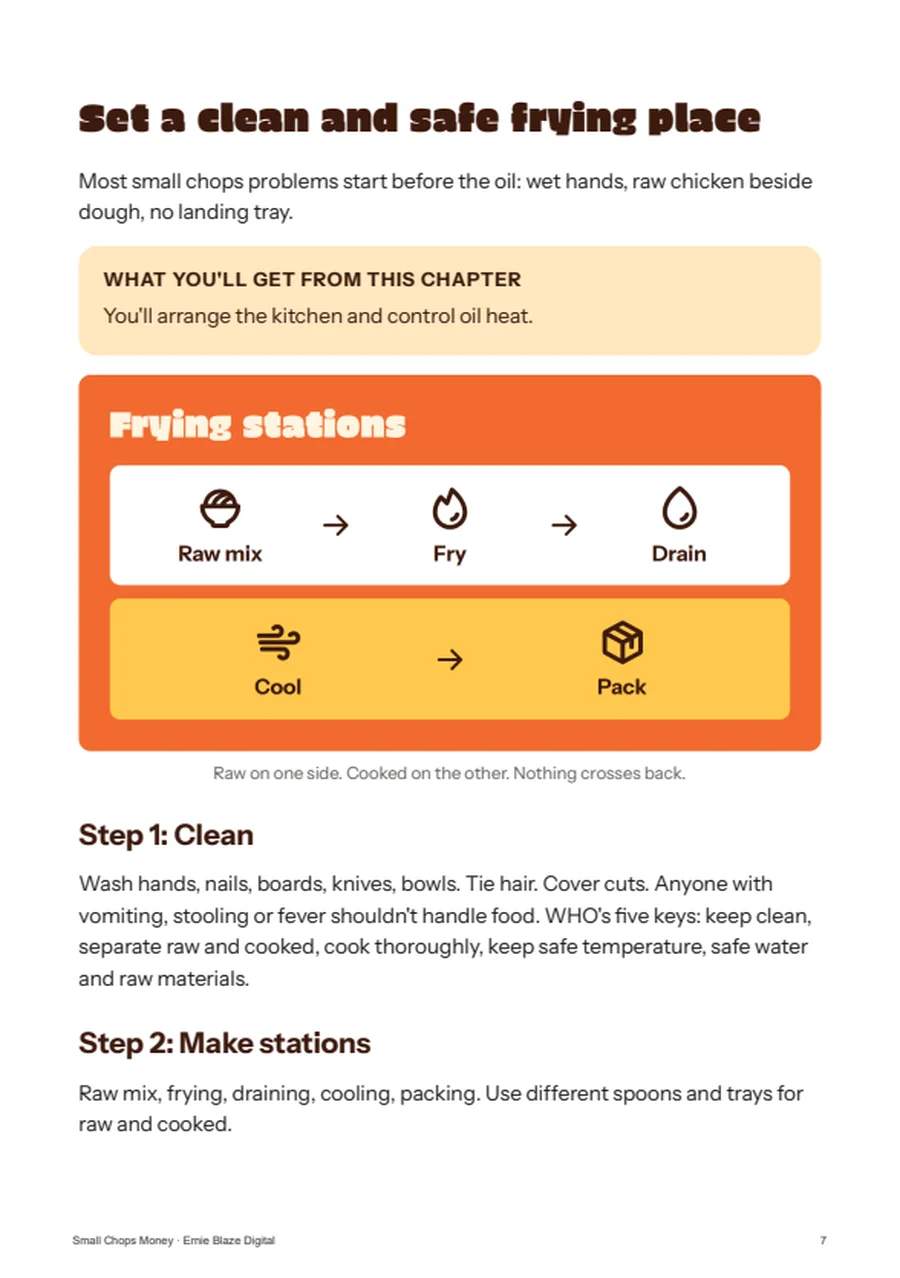 Set a clean and safe frying place
Most small chops problems start before the oil: wet hands, raw chicken beside
dough, no landing tray.
WHAT YOU'LL GET FROM THIS CHAPTER
You'll arrange the kitchen and control oil heat.
Frying stations
Raw mix → Fry → Drain
Cool → Pack
Raw on one side. Cooked on the other. Nothing crosses back.
Step 1: Clean
Wash hands, nails, boards, knives, bowls. Tie hair. Cover cuts. Anyone with
vomiting, stooling or fever shouldn't handle food. WHO's five keys: keep clean,
separate raw and cooked, cook thoroughly, keep safe temperature, safe water
and raw materials.
Step 2: Make stations
Raw mix, frying, draining, cooling, packing. Use different spoons and trays for
raw and cooked.
Small Chops Money · Ernie Blaze Digital 7